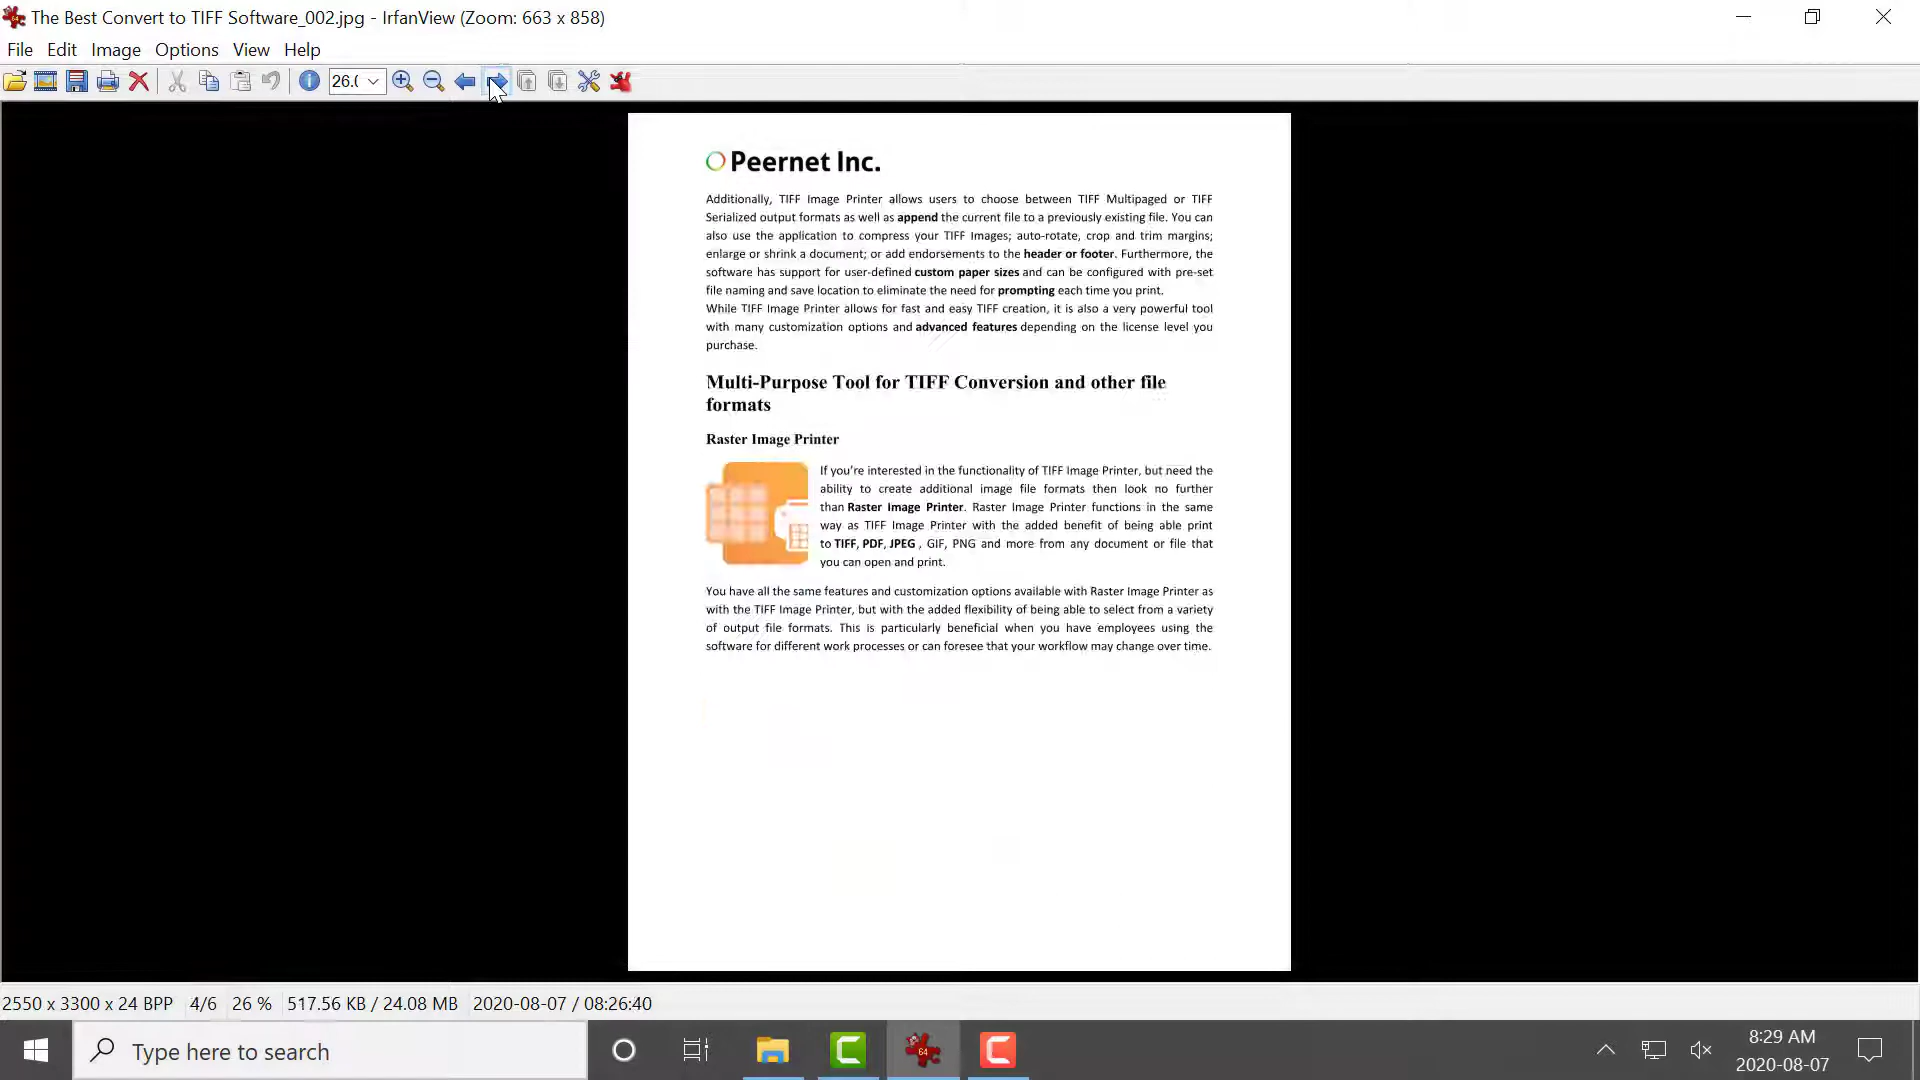 The Best Convert to TIFF Software_002.jpg - IrfanView (Zoom: 663 x 858)
File Edit Image Options View Help
26.0
Peernet Inc.
Additionally, TIFF Image Printer allows users to choose between TIFF Multipaged or TIFF
Serialized output formats as well as append the current file to a previously existing file. You can
also use the application to compress your TIFF Images; auto-rotate, crop and trim margins;
enlarge or shrink a document; or add endorsements to the header or footer. Furthermore, the
software has support for user-defined custom paper sizes and can be configured with pre-set
file naming and save location to eliminate the need for prompting each time you print.
While TIFF Image Printer allows for fast and easy TIFF creation, it is also a very powerful tool
with many customization options and advanced features depending on the license level you
purchase.
Multi-Purpose Tool for TIFF Conversion and other file
formats
Raster Image Printer
If you're interested in the functionality of TIFF Image Printer, but need the
ability to create additional image file formats then look no further
than Raster Image Printer. Raster Image Printer functions in the same
way as TIFF Image Printer with the added benefit of being able print
to TIFF, PDF, JPEG , GIF, PNG and more from any document or file that
you can open and print.
You have all the same features and customization options available with Raster Image Printer as
with the TIFF Image Printer, but with the added flexibility of being able to select from a variety
of output file formats. This is particularly beneficial when you have employees using the
software for different work processes or can foresee that your workflow may change over time.
2550 x 3300 x 24 BPP 4/6 26 % 517.56 KB / 24.08 MB 2020-08-07 / 08:26:40
Type here to search
64
8:29 AM
2020-08-07